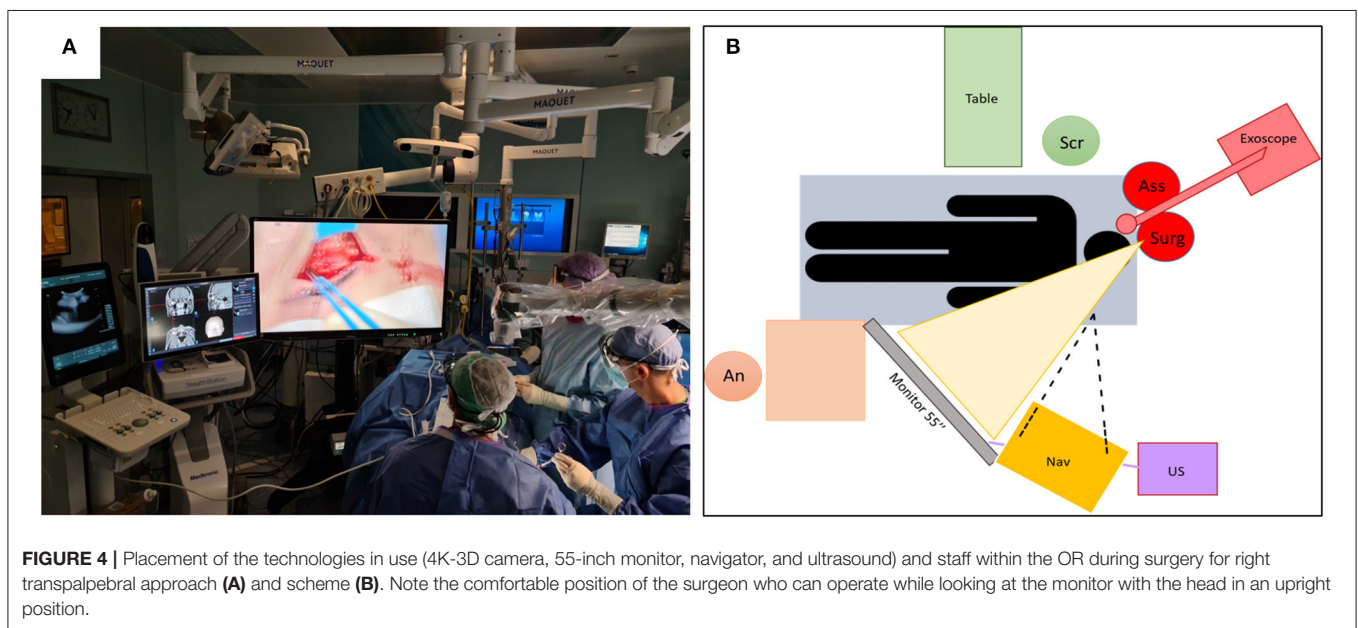 A
MAQUET
MAQUET
MAQUET
StealthStation
Medtronic
B
Table
Scr
Exoscope
Ass
Surg
An
Monitor 55’’
Nav
US
FIGURE 4 | Placement of the technologies in use (4K-3D camera, 55-inch monitor, navigator, and ultrasound) and staff within the OR during surgery for right
transpalpebral approach (A) and scheme (B). Note the comfortable position of the surgeon who can operate while looking at the monitor with the head in an upright
position.